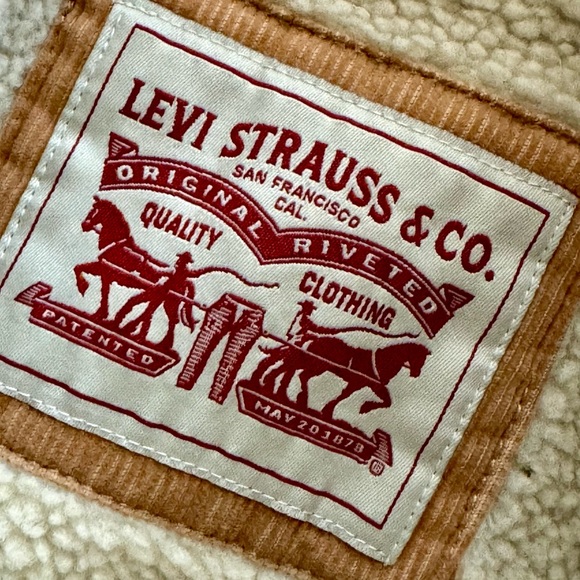 LEVI STRAUSS & CO.
SAN FRANCISCO
CAL.
ORIGINAL RIVETED
QUALITY CLOTHING
PATENTED
MAY 20 1873
®